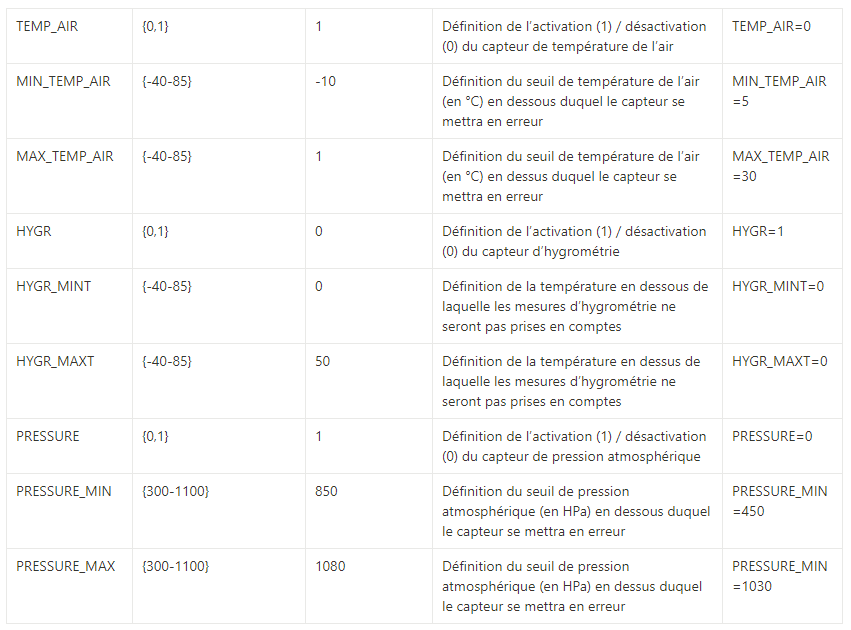 TEMP_AIR {0,1} 1 Définition de l’activation (1) / désactivation TEMP_AIR=0
(0) du capteur de température de l’air
MIN_TEMP_AIR {-40-85} -10 Définition du seuil de température de l’air MIN_TEMP_AIR
(en °C) en dessous duquel le capteur se =5
mettra en erreur
MAX_TEMP_AIR {-40-85} 1 Définition du seuil de température de l’air MAX_TEMP_AIR
(en °C) en dessus duquel le capteur se =30
mettra en erreur
HYGR {0,1} 0 Définition de l’activation (1) / désactivation HYGR=1
(0) du capteur d’hygrométrie
HYGR_MINT {-40-85} 0 Définition de la température en dessous de HYGR_MINT=0
laquelle les mesures d’hygrométrie ne
seront pas prises en comptes
HYGR_MAXT {-40-85} 50 Définition de la température en dessus de HYGR_MAXT=0
laquelle les mesures d’hygrométrie ne
seront pas prises en comptes
PRESSURE {0,1} 1 Définition de l’activation (1) / désactivation PRESSURE=0
(0) du capteur de pression atmosphérique
PRESSURE_MIN {300-1100} 850 Définition du seuil de pression PRESSURE_MIN
atmosphérique (en HPa) en dessous duquel =450
le capteur se mettra en erreur
PRESSURE_MAX {300-1100} 1080 Définition du seuil de pression PRESSURE_MIN
atmosphérique (en HPa) en dessus duquel =1030
le capteur se mettra en erreur